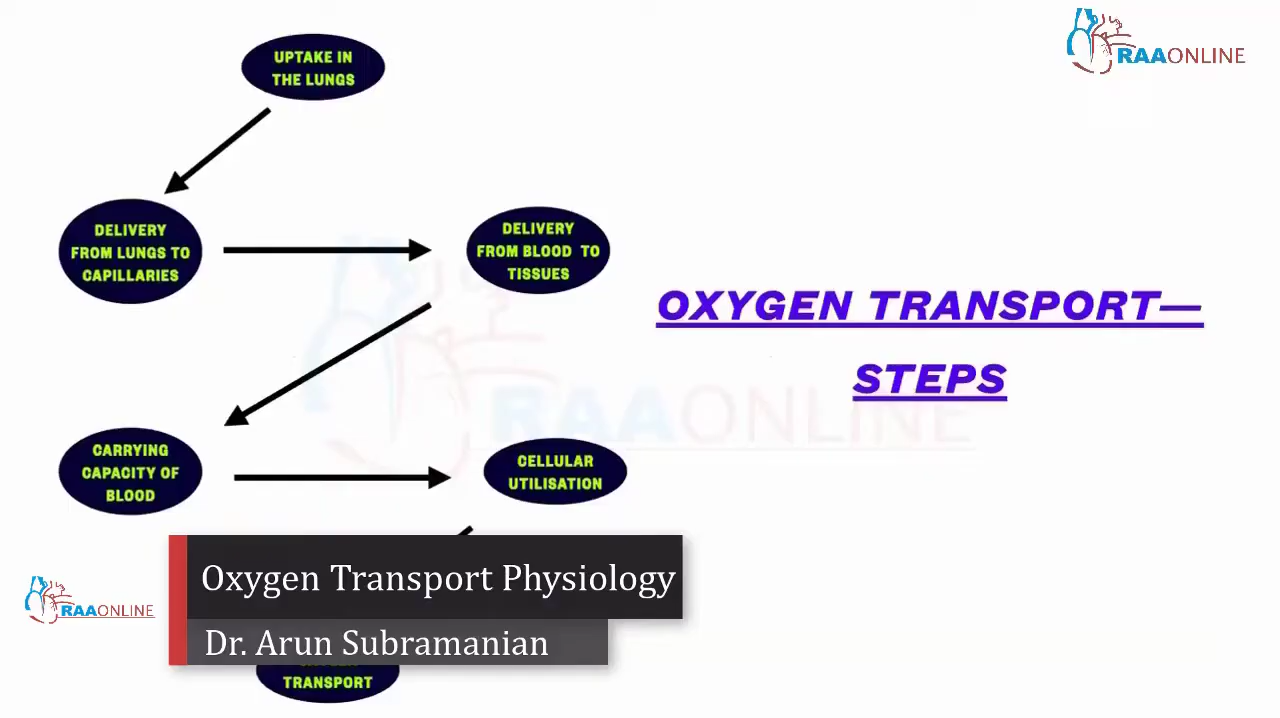 UPTAKE IN
THE LUNGS
RAAONLINE
DELIVERY
FROM LUNGS TO
CAPILLARIES
DELIVERY
FROM BLOOD TO
TISSUES
OXYGEN TRANSPORT—
STEPS
RAAONLINE
CARRYING
CAPACITY OF
BLOOD
CELLULAR
UTILISATION
Oxygen Transport Physiology
RAAONLINE
Dr. Arun Subramanian
TRANSPORT